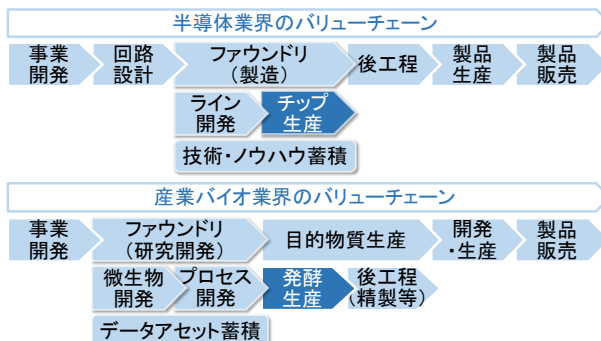 半導体業界のバリューチェーン
事業
開発
回路
設計
ファウンドリ
(製造)
後工程
製品
生産
製品
販売
ライン
開発
チップ
生産
技術・ノウハウ蓄積
産業バイオ業界のバリューチェーン
事業
開発
ファウンドリ
(研究開発)
目的物質生産
開発
・生産
製品
販売
微生物
開発
プロセス
開発
発酵
生産
後工程
(精製等)
データアセット蓄積